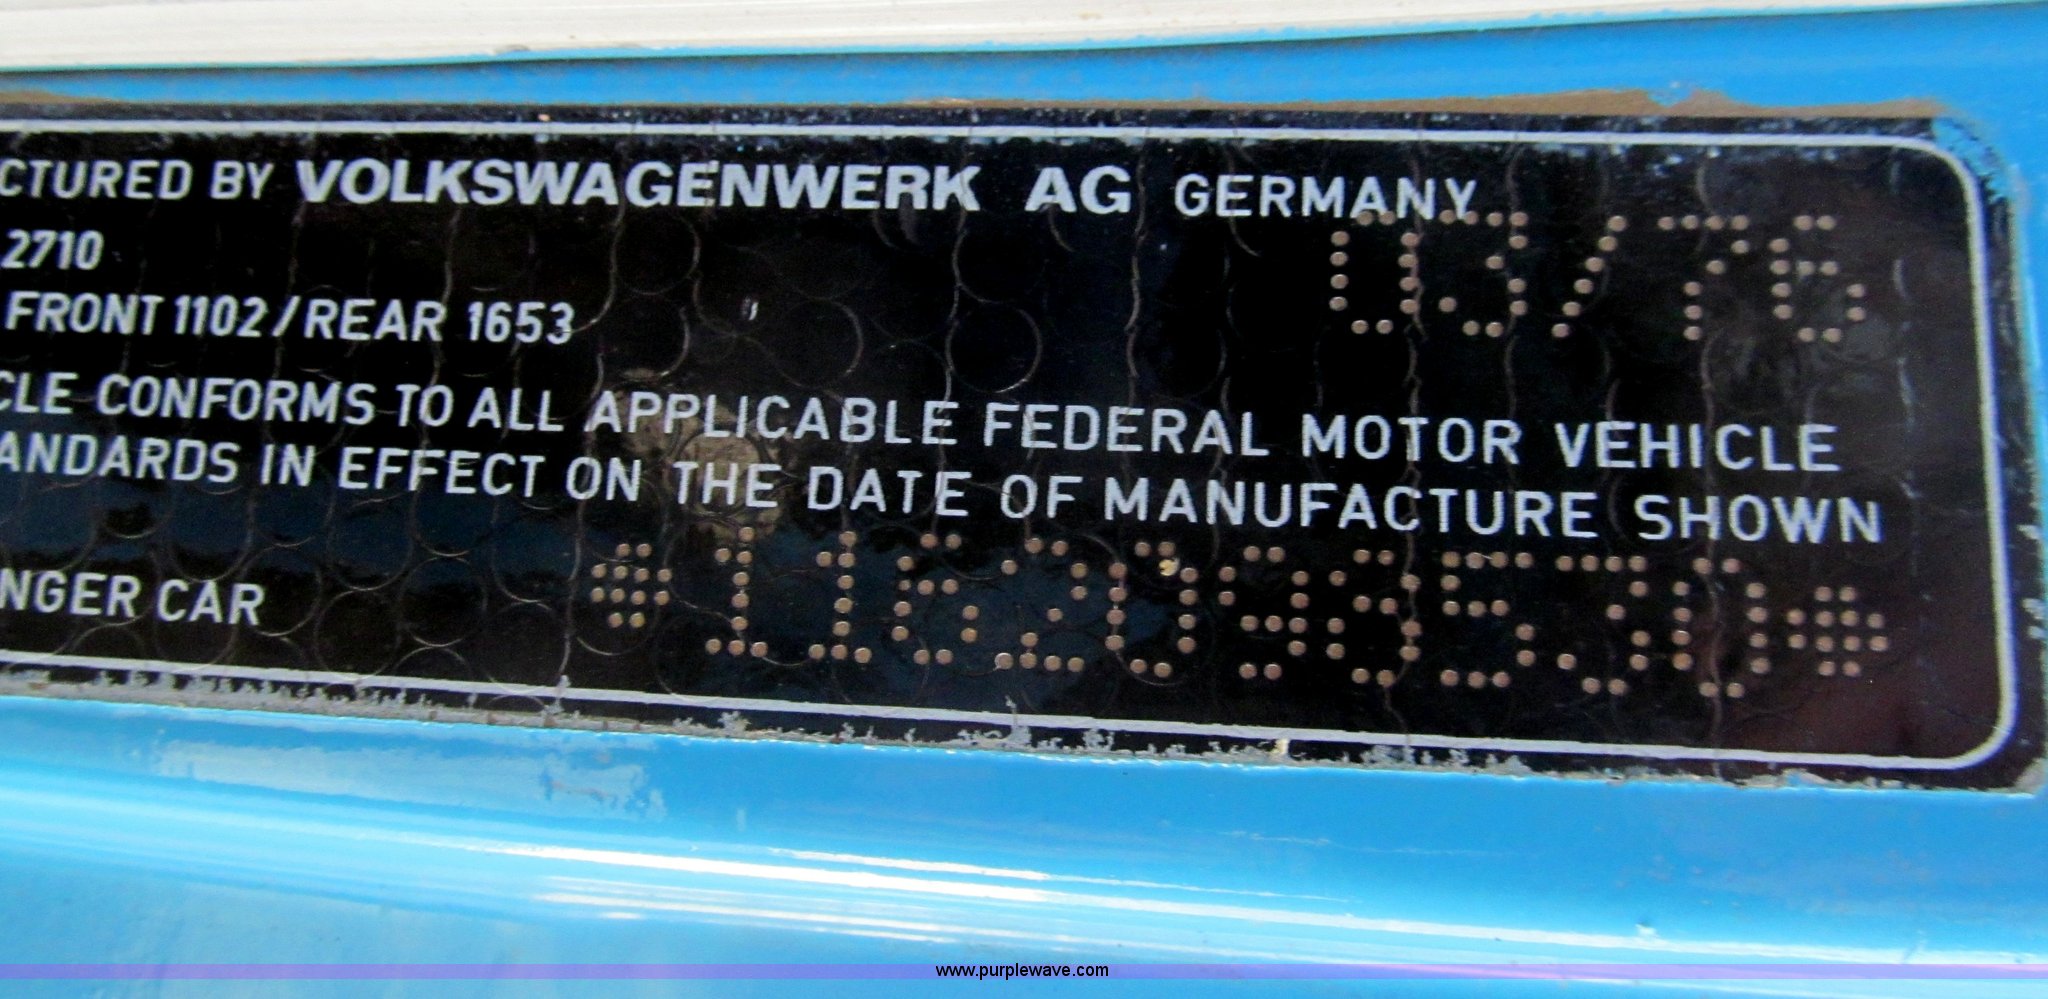 CTURED BY VOLKSWAGENWERK AG GERMANY
2710 03/76
FRONT 1102 / REAR 1653
CLE CONFORMS TO ALL APPLICABLE FEDERAL MOTOR VEHICLE
ANDARDS IN EFFECT ON THE DATE OF MANUFACTURE SHOWN
NGER CAR *1162098530*
www.purplewave.com